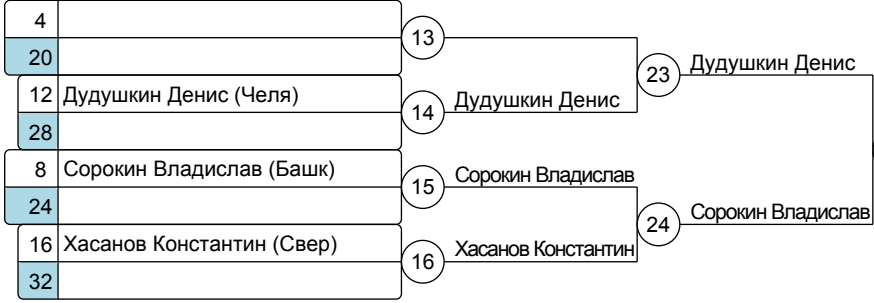 4
13
20
23 Дудушкин Денис
12 Дудушкин Денис (Челя)
14 Дудушкин Денис
28
8 Сорокин Владислав (Башк)
15 Сорокин Владислав
24
24 Сорокин Владислав
16 Хасанов Константин (Свер)
16 Хасанов Константин
32